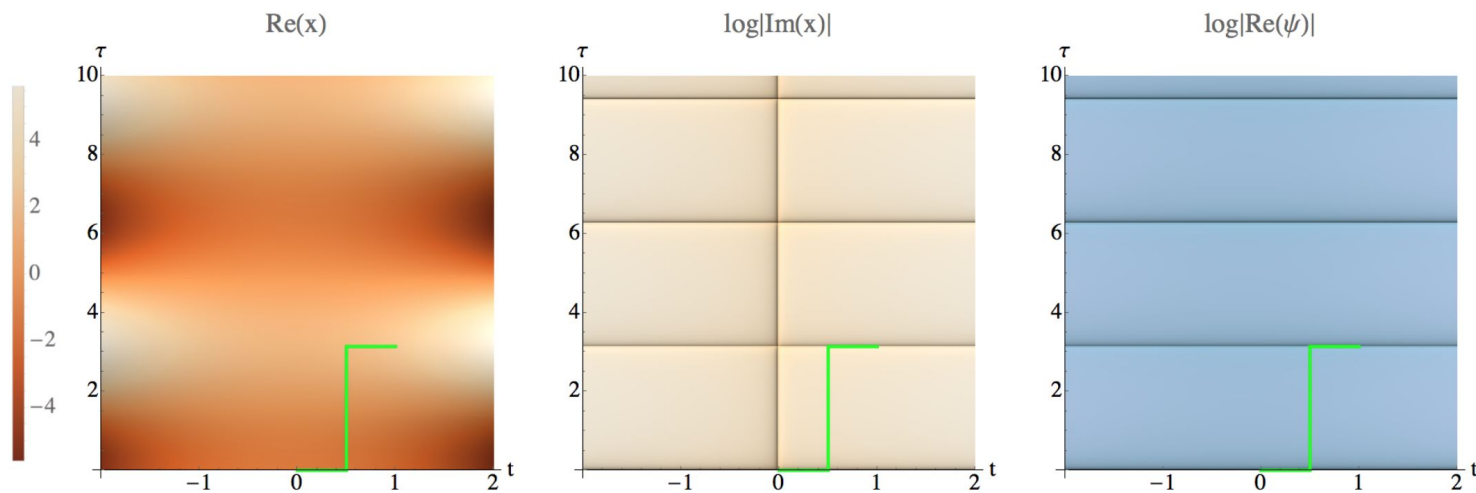 Re(x) log|Im(x)| log|Re(ψ)|
τ τ τ
10 10 10
4 8 8 8
2 6 6 6
0
-2 4 4 4
-4 2 2 2
-1 0 1 2 t -1 0 1 2 t -1 0 1 2 t